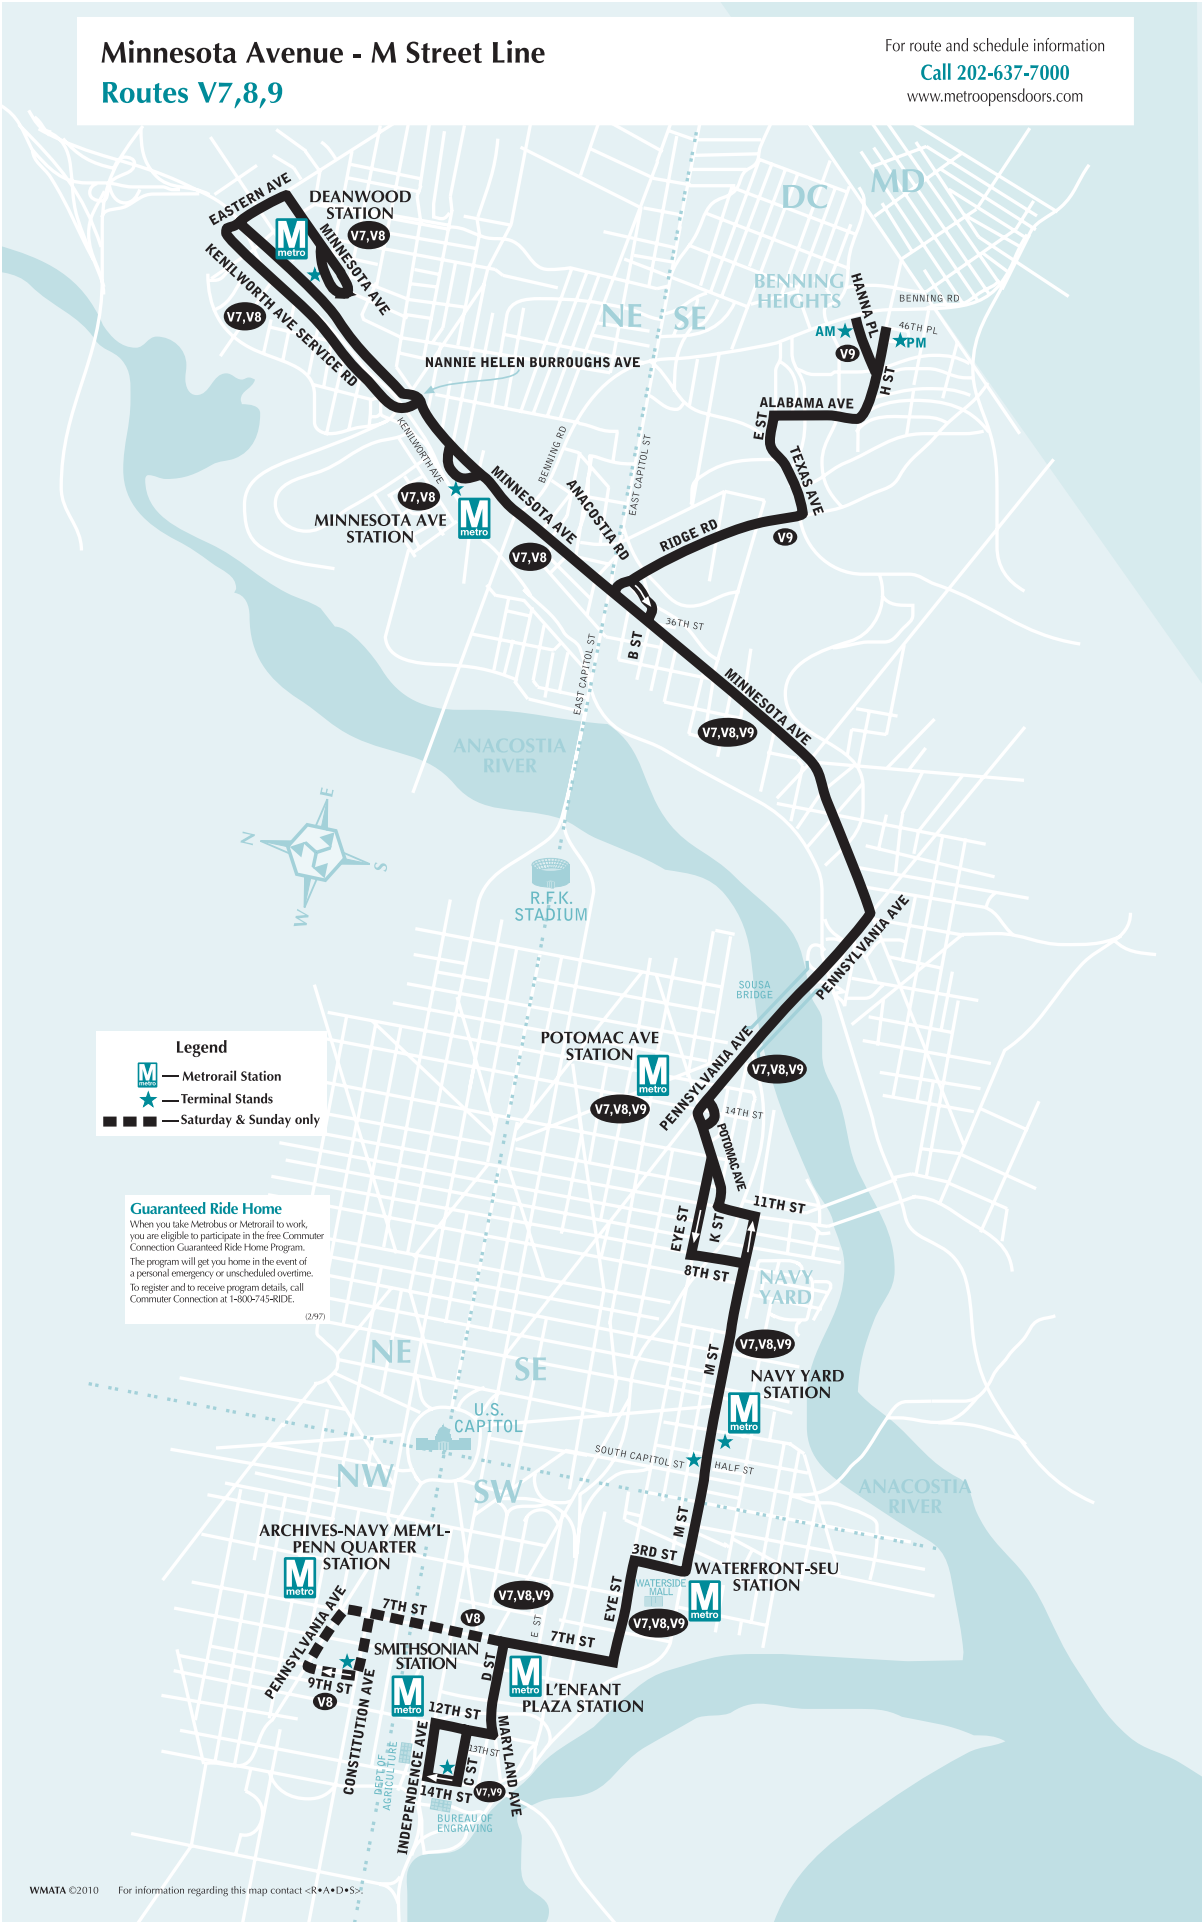 Minnesota Avenue - M Street Line
Routes V7,8,9
For route and schedule information
Call 202-637-7000
www.metroopensdoors.com
DC
MD
EASTERN AVE
DEANWOOD
STATION
M
metro
V7,V8
MINNESOTA AVE
KENILWORTH AVE SERVICE RD
V7,V8
BENNING
HEIGHTS
HANNA PL
BENNING RD
46TH PL
AM
PM
V9
H ST
NE
SE
NANNIE HELEN BURROUGHS AVE
ALABAMA AVE
E ST
TEXAS AVE
KENILWORTH AVE
BENNING RD
EAST CAPITOL ST
V7,V8
M
metro
MINNESOTA AVE
STATION
MINNESOTA AVE
ANACOSTIA RD
RIDGE RD
V9
V7,V8
B ST
36TH ST
EAST CAPITOL ST
MINNESOTA AVE
V7,V8,V9
ANACOSTIA
RIVER
N
E
S
W
R.F.K.
STADIUM
PENNSYLVANIA AVE
SOUSA
BRIDGE
POTOMAC AVE
STATION
M
metro
PENNSYLVANIA AVE
V7,V8,V9
V7,V8,V9
14TH ST
POTOMAC AVE
Legend
M
metro
Metrorail Station
Terminal Stands
Saturday & Sunday only
Guaranteed Ride Home
When you take Metrobus or Metrorail to work,
you are eligible to participate in the free Commuter
Connection Guaranteed Ride Home Program.
The program will get you home in the event of
a personal emergency or unscheduled overtime.
To register and to receive program details, call
Commuter Connection at 1-800-745-RIDE.
(2/97)
11TH ST
EYE ST
K ST
8TH ST
NAVY
YARD
V7,V8,V9
M ST
NAVY YARD
STATION
M
metro
NE
SE
U.S.
CAPITOL
SOUTH CAPITOL ST
HALF ST
NW
SW
ANACOSTIA
RIVER
M ST
ARCHIVES-NAVY MEM'L-
PENN QUARTER
STATION
M
metro
3RD ST
WATERFRONT-SEU
STATION
M
metro
WATERSIDE
MALL
V7,V8,V9
V7,V8,V9
EYE ST
PENNSYLVANIA AVE
7TH ST
V8
E ST
7TH ST
SMITHSONIAN
STATION
M
metro
D ST
M
metro
L'ENFANT
PLAZA STATION
9TH ST
V8
CONSTITUTION AVE
12TH ST
13TH ST
MARYLAND AVE
INDEPENDENCE AVE
C ST
DEPT OF
AGRICULTURE
14TH ST
V7,V9
BUREAU OF
ENGRAVING
WMATA ©2010
For information regarding this map contact <R•A•D•S>.